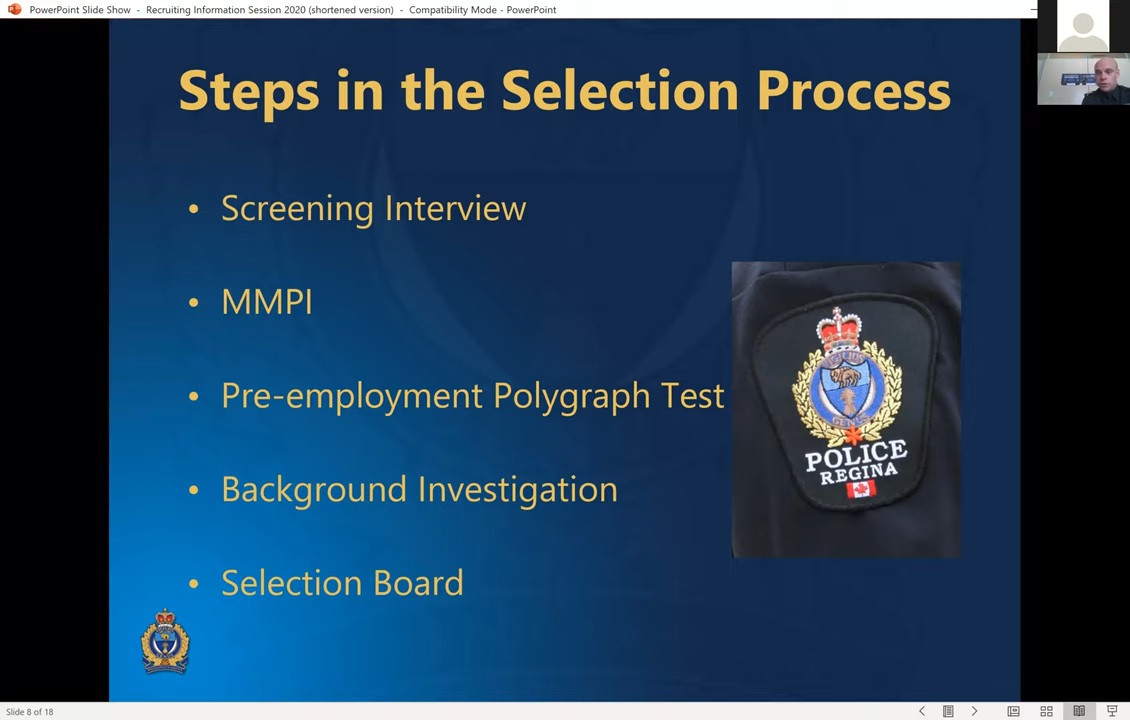 PowerPoint Slide Show - Recruiting Information Session 2020 (shortened version) - Compatibility Mode - PowerPoint
Steps in the Selection Process
• Screening Interview
• MMPI
• Pre-employment Polygraph Test
• Background Investigation
• Selection Board
POLICE
REGINA
Slide 8 of 18